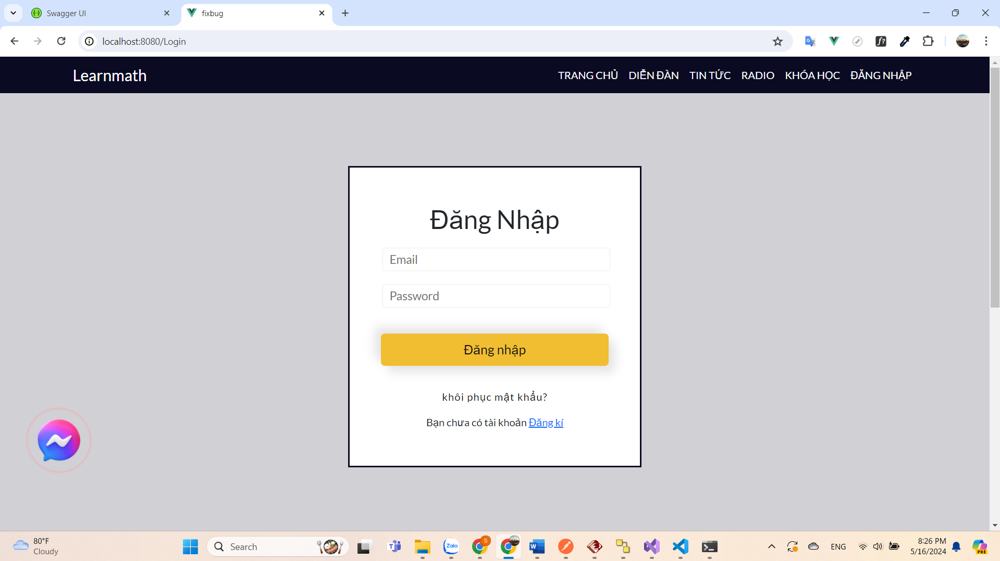 Swagger UI
fixbug
localhost:8080/Login
Learnmath
TRANG CHỦ DIỄN ĐÀN TIN TỨC RADIO KHÓA HỌC ĐĂNG NHẬP
Đăng Nhập
Email
Password
Đăng nhập
khôi phục mật khẩu?
Bạn chưa có tài khoản Đăng kí
80°F
Cloudy
Search
Zalo
S
ENG
8:26 PM
5/16/2024
PRE